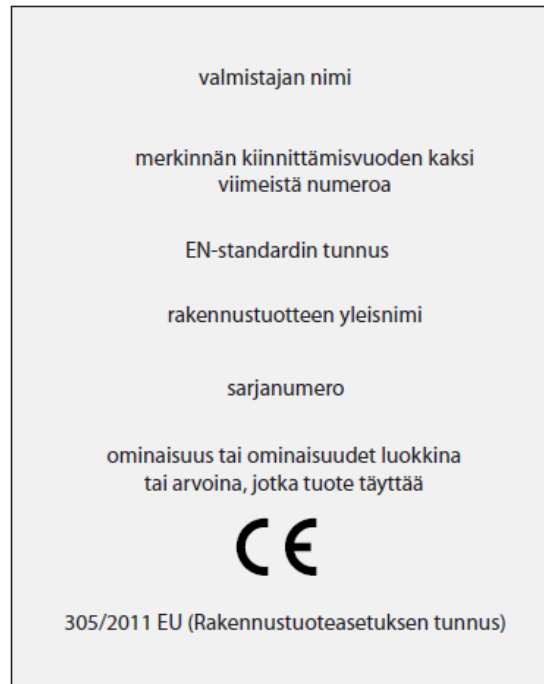 valmistajan nimi
merkinnän kiinnittämisvuoden kaksi
viimeistä numeroa
EN-standardin tunnus
rakennustuotteen yleisnimi
sarjanumero
ominaisuus tai ominaisuudet luokkina
tai arvoina, jotka tuote täyttää
CE
305/2011 EU (Rakennustuoteasetuksen tunnus)